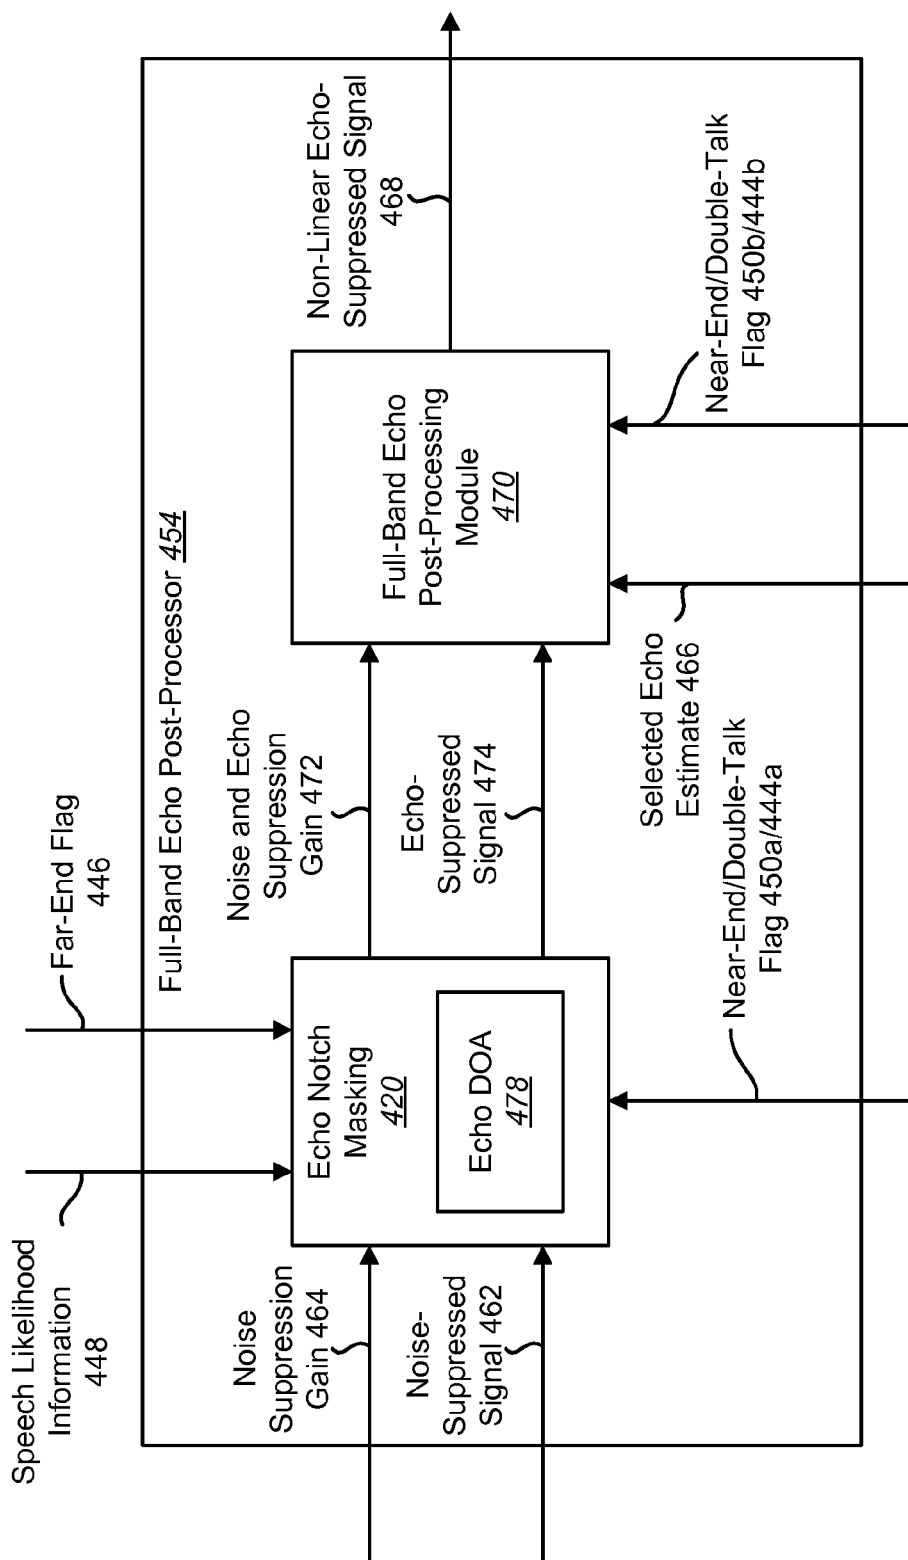 Speech Likelihood
Information
448
Far-End Flag
446
Full-Band Echo Post-Processor 454
Noise
Suppression
Gain 464
Noise-
Suppressed
Signal 462
Echo Notch
Masking
420
Echo DOA
478
Noise and Echo
Suppression
Gain 472
Echo-
Suppressed
Signal 474
Full-Band Echo
Post-Processing
Module
470
Non-Linear Echo-
Suppressed Signal
468
Near-End/Double-Talk
Flag 450a/444a
Selected Echo
Estimate 466
Near-End/Double-Talk
Flag 450b/444b